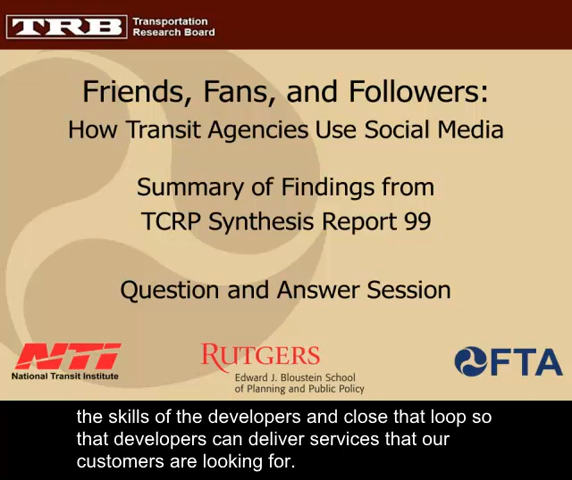 TRB Transportation
Research Board
Friends, Fans, and Followers:
How Transit Agencies Use Social Media
Summary of Findings from
TCRP Synthesis Report 99
Question and Answer Session
NTI
National Transit Institute
RUTGERS
Edward J. Bloustein School
of Planning and Public Policy
FTA
the skills of the developers and close that loop so
that developers can deliver services that our
customers are looking for.